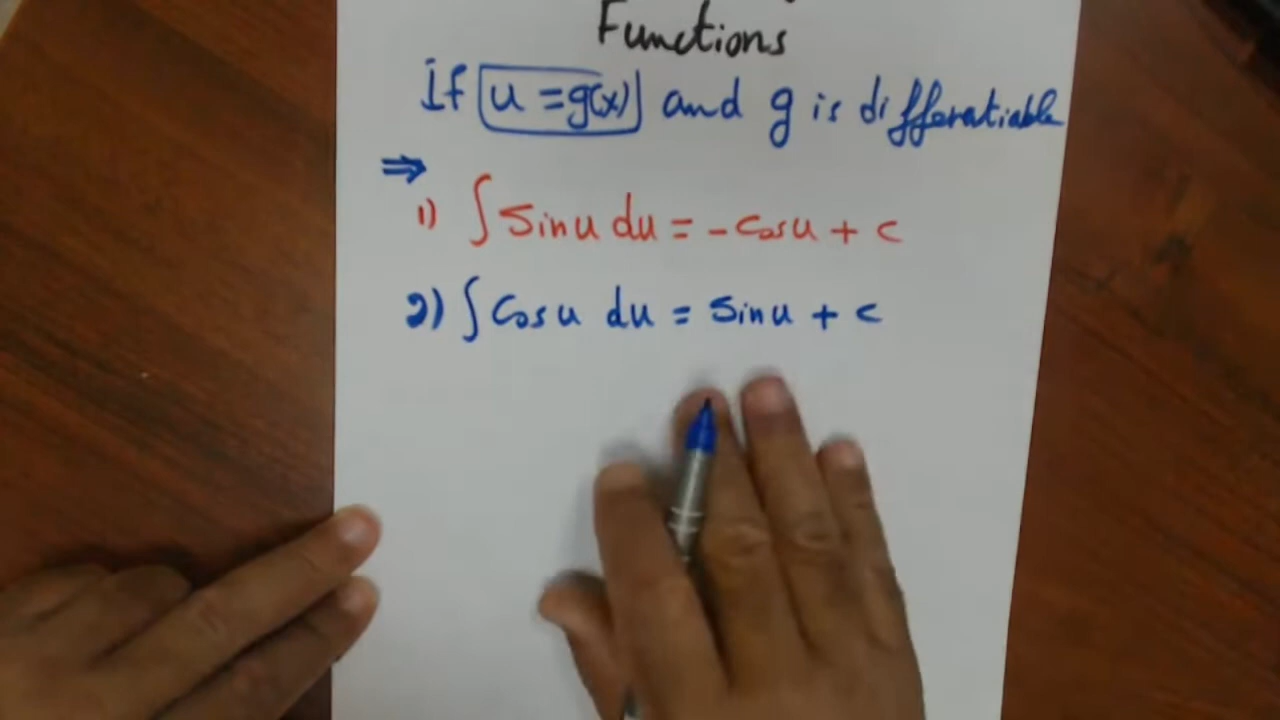 Functions
If u = g(x) and g is differatiable
⇒
1) ∫ sin u du = - cos u + c
2) ∫ cos u du = sin u + c